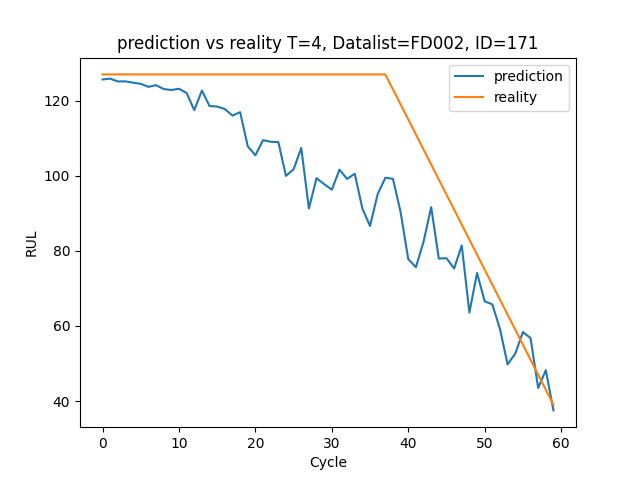 prediction vs reality T=4, Datalist=FD002, ID=171
prediction
reality
RUL
120
100
80
60
40
0 10 20 30 40 50 60
Cycle